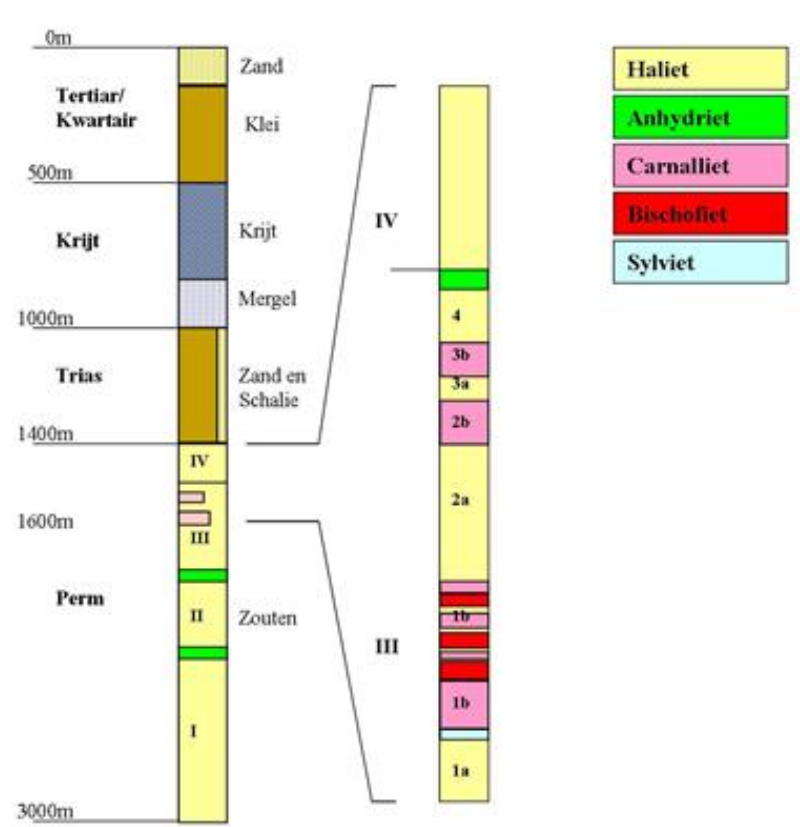 0m
Zand
Tertiar/
Kwartair
Klei
500m
Krijt
Krijt
Mergel
1000m
Trias
Zand en
Schalie
1400m
IV
1600m
III
Perm
II
Zouten
I
3000m
IV
4
3b
3a
2b
2a
1b
III
1b
1a
Haliet
Anhydriet
Carnalliet
Bischofiet
Sylviet